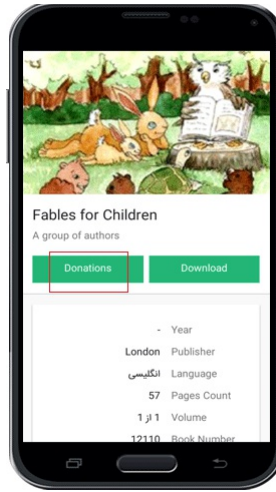 Fables for Children
A group of authors
Donations Download
- Year
London Publisher
انگلیسی Language
57 Pages Count
1 از 1 Volume
12110 Book Number